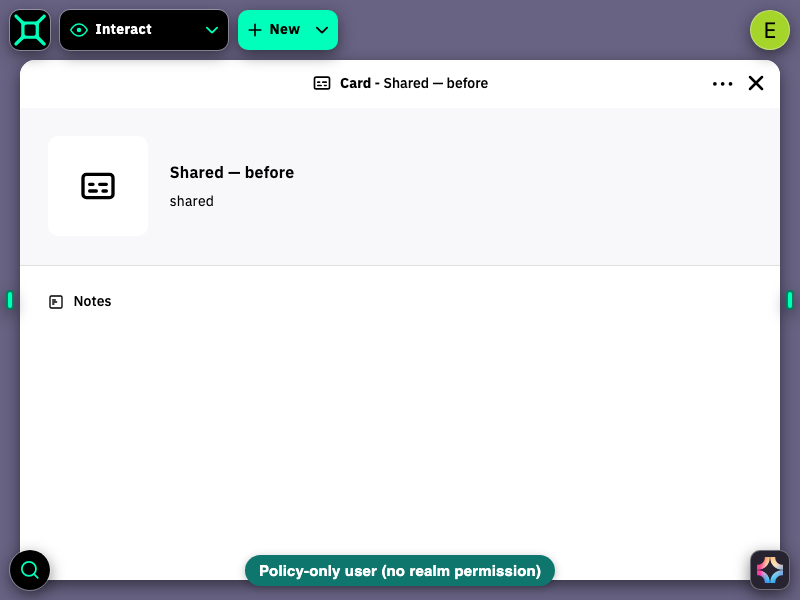 Interact
New
E
Card - Shared — before
Shared — before
shared
Notes
Policy-only user (no realm permission)